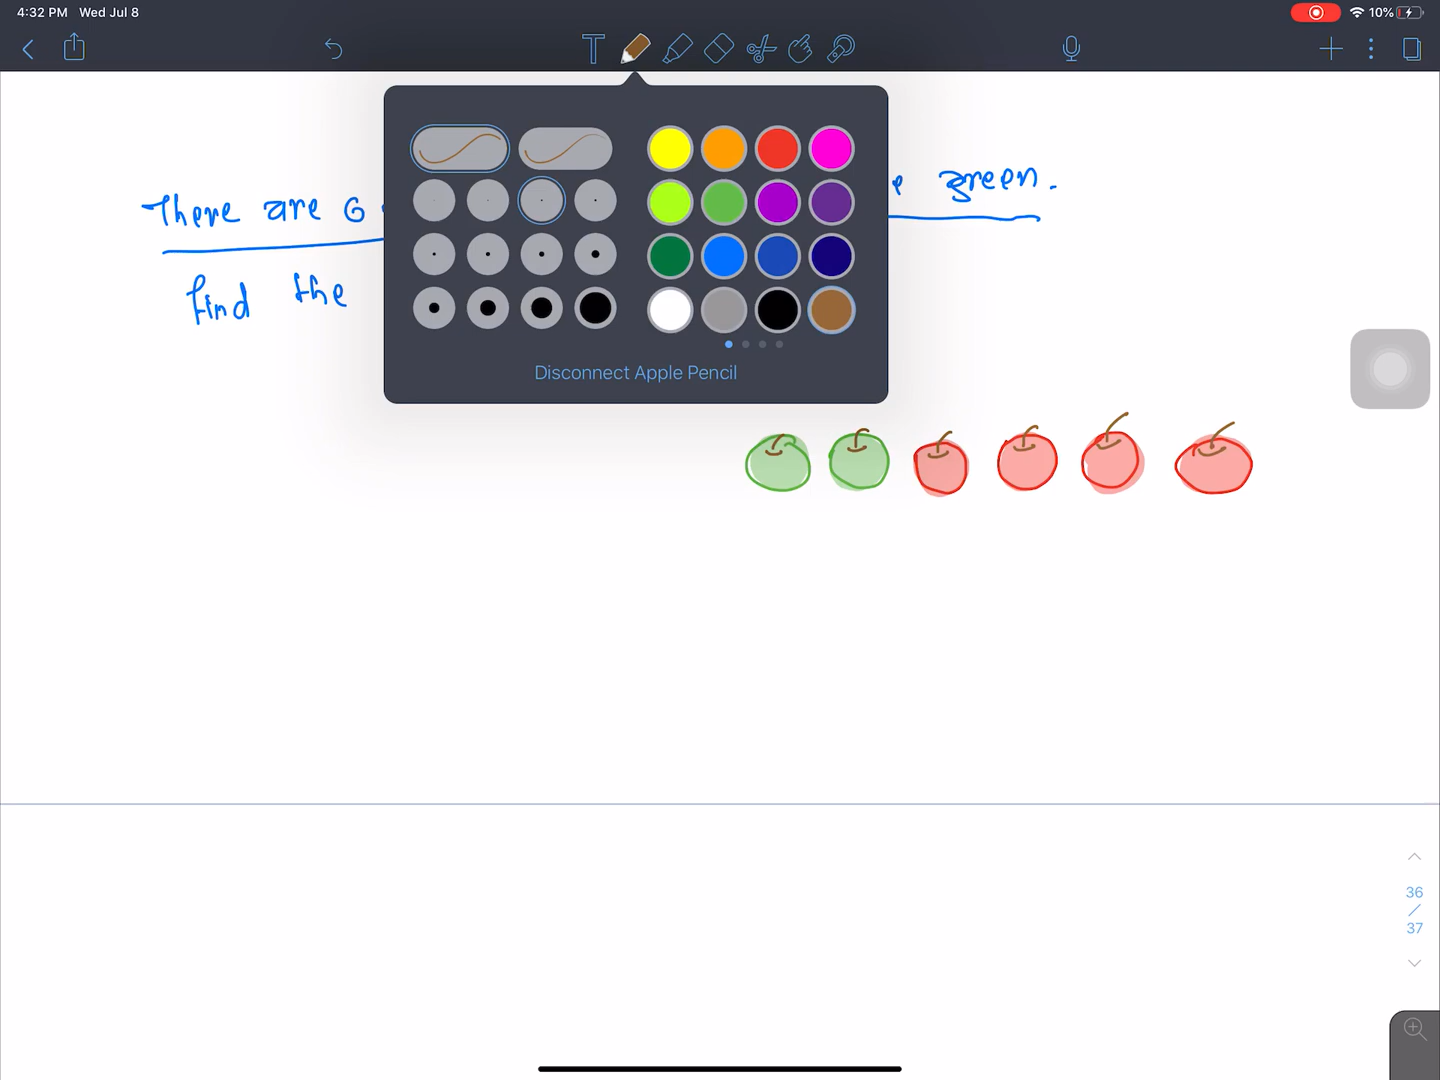 4:32 PM Wed Jul 8
10%
T
There are 6
green.
find the
Disconnect Apple Pencil
36
/
37